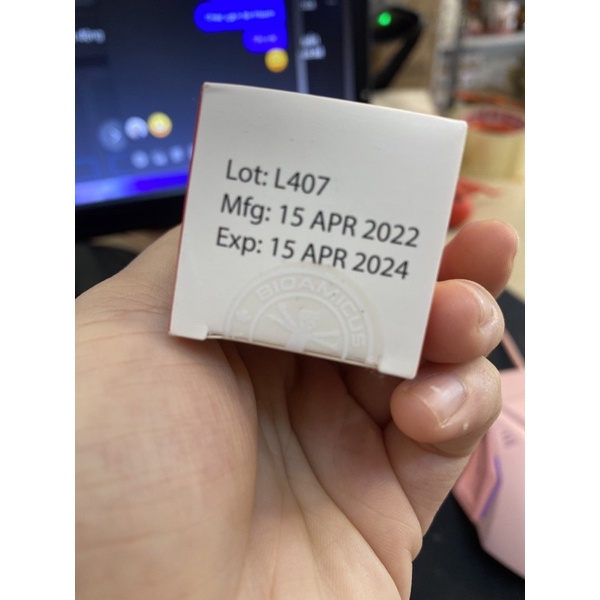 Lot: L407
Mfg: 15 APR 2022
Exp: 15 APR 2024
BIOAMICUS